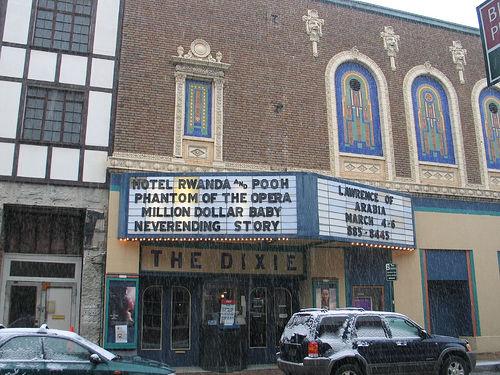 HOTEL RWANDA AND POOH
PHANTOM OF THE OPERA
MILLION DOLLAR BABY
NEVERENDING STORY
LAWRENCE OF
ARABIA
MARCH 4-6
885-8445
THE DIXIE